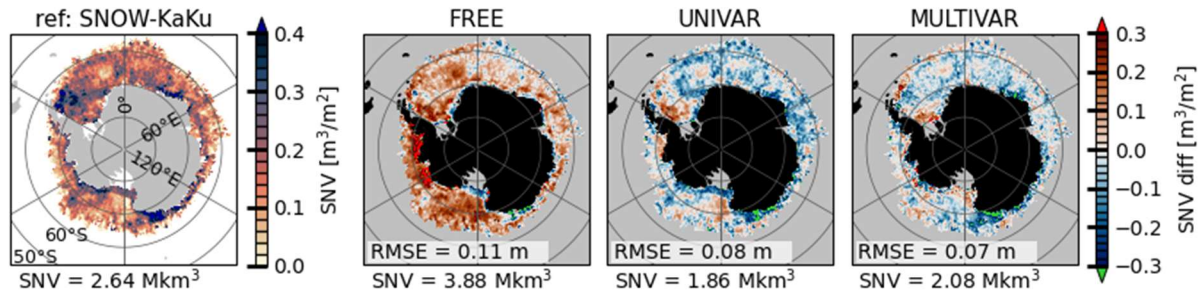 ref: SNOW-KaKu
0°
60°E
120°E
60°S
50°S
SNV = 2.64 Mkm³
0.4
0.3
0.2
0.1
0.0
SNV [m³/m²]
FREE
RMSE = 0.11 m
SNV = 3.88 Mkm³
UNIVAR
RMSE = 0.08 m
SNV = 1.86 Mkm³
MULTIVAR
RMSE = 0.07 m
SNV = 2.08 Mkm³
0.3
0.2
0.1
0.0
−0.1
−0.2
−0.3
SNV diff [m³/m²]